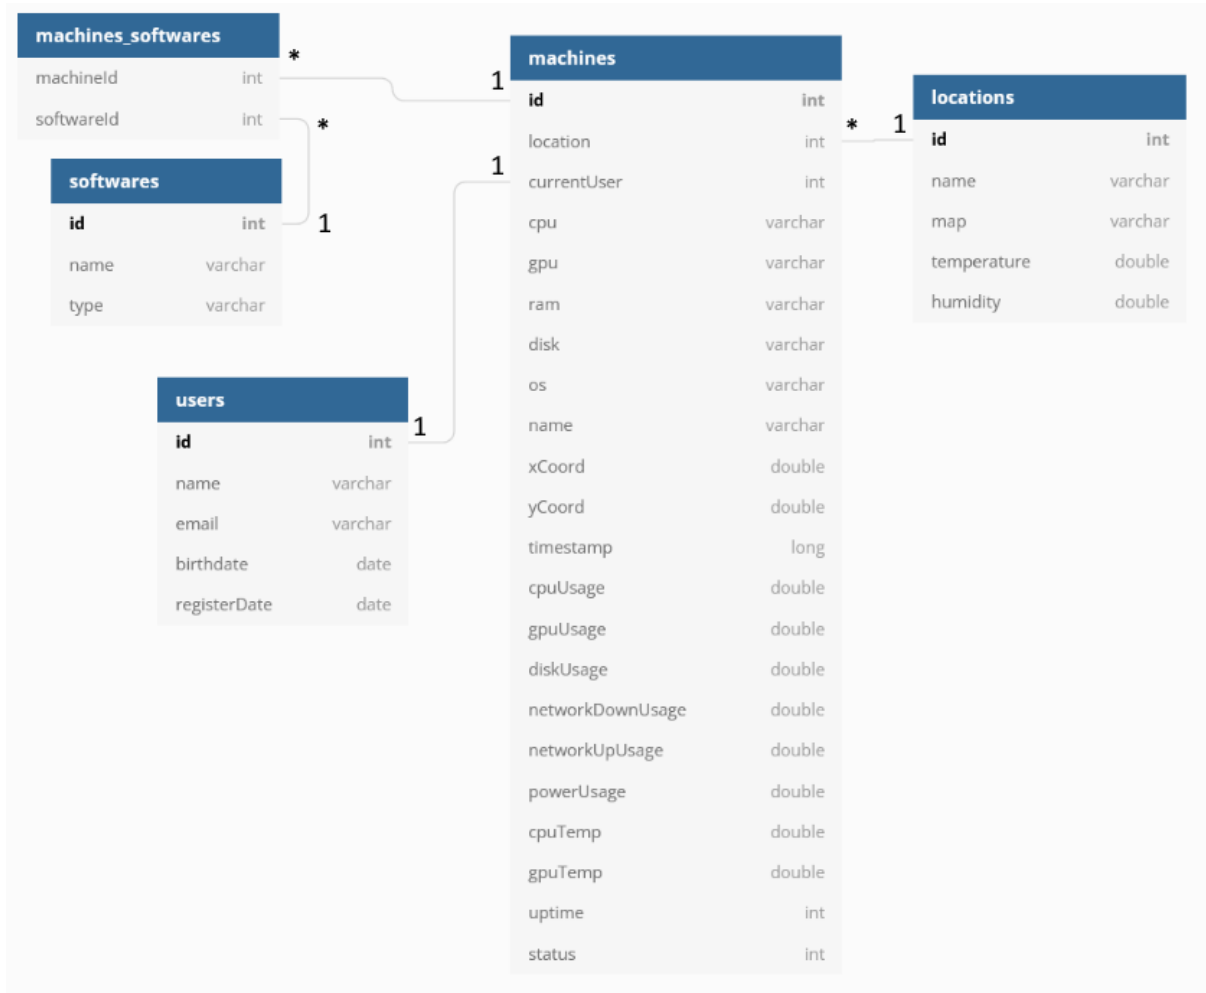 machines_softwares
machineId int
softwareId int
*
*
softwares
id int
name varchar
type varchar
1
users
id int
name varchar
email varchar
birthdate date
registerDate date
1
1
1
machines
id int
location int
currentUser int
cpu varchar
gpu varchar
ram varchar
disk varchar
os varchar
name varchar
xCoord double
yCoord double
timestamp long
cpuUsage double
gpuUsage double
diskUsage double
networkDownUsage double
networkUpUsage double
powerUsage double
cpuTemp double
gpuTemp double
uptime int
status int
* 1
locations
id int
name varchar
map varchar
temperature double
humidity double